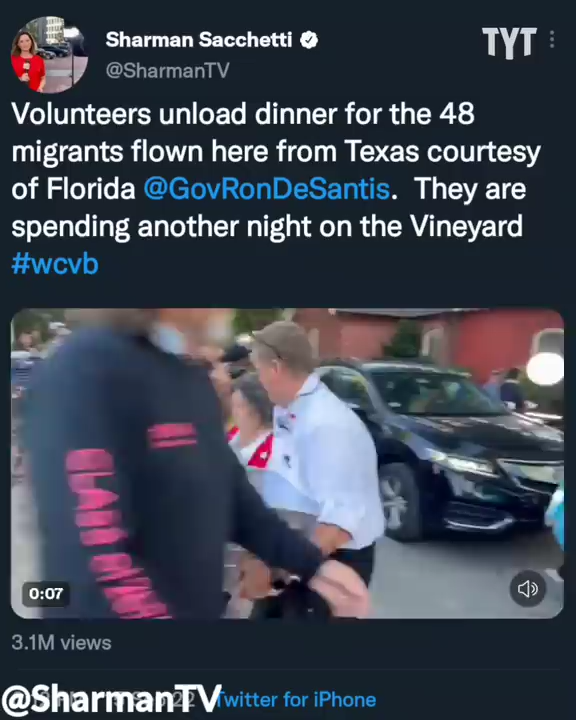 Sharman Sacchetti
TYT
@SharmanTV
Volunteers unload dinner for the 48
migrants flown here from Texas courtesy
of Florida @GovRonDeSantis. They are
spending another night on the Vineyard
#wcvb
0:07
3.1M views
@SharmanTV
Twitter for iPhone